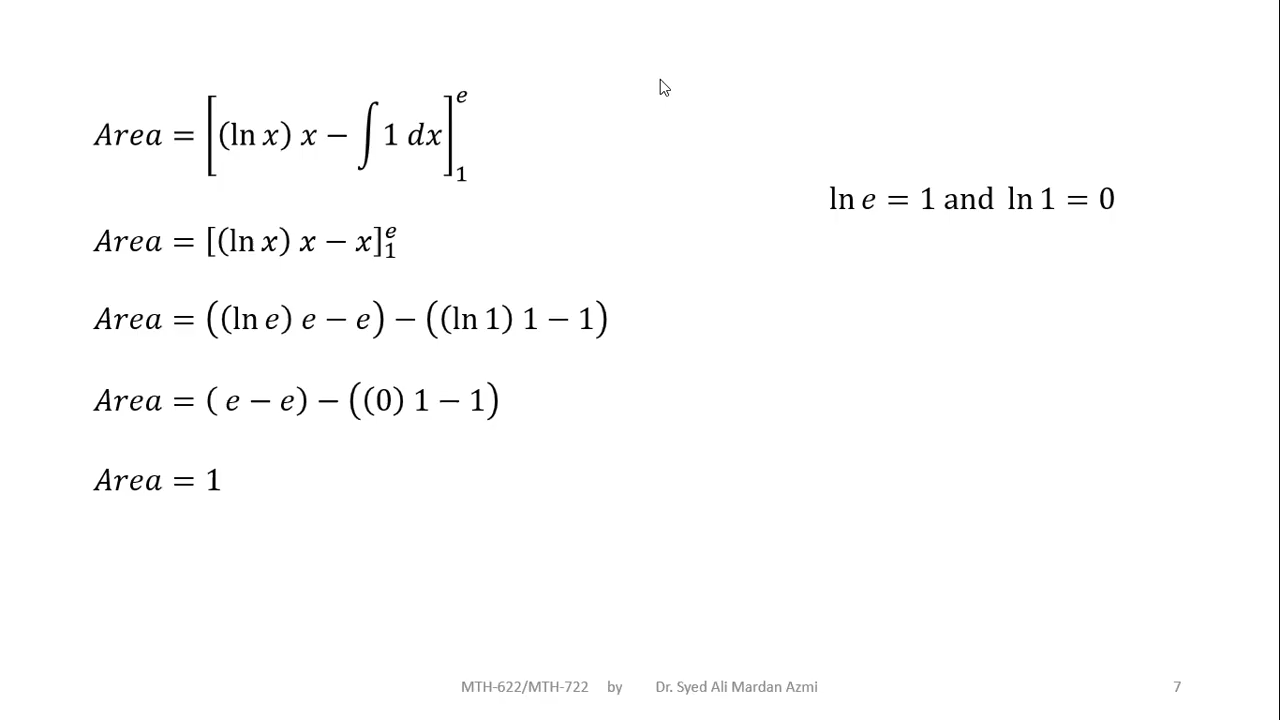 Area = [(ln x) x − ∫ 1 dx]₁ᵉ
ln e = 1 and ln 1 = 0
Area = [(ln x) x − x]₁ᵉ
Area = ((ln e) e − e) − ((ln 1) 1 − 1)
Area = ( e − e) − ((0) 1 − 1)
Area = 1
MTH-622/MTH-722 by Dr. Syed Ali Mardan Azmi 7